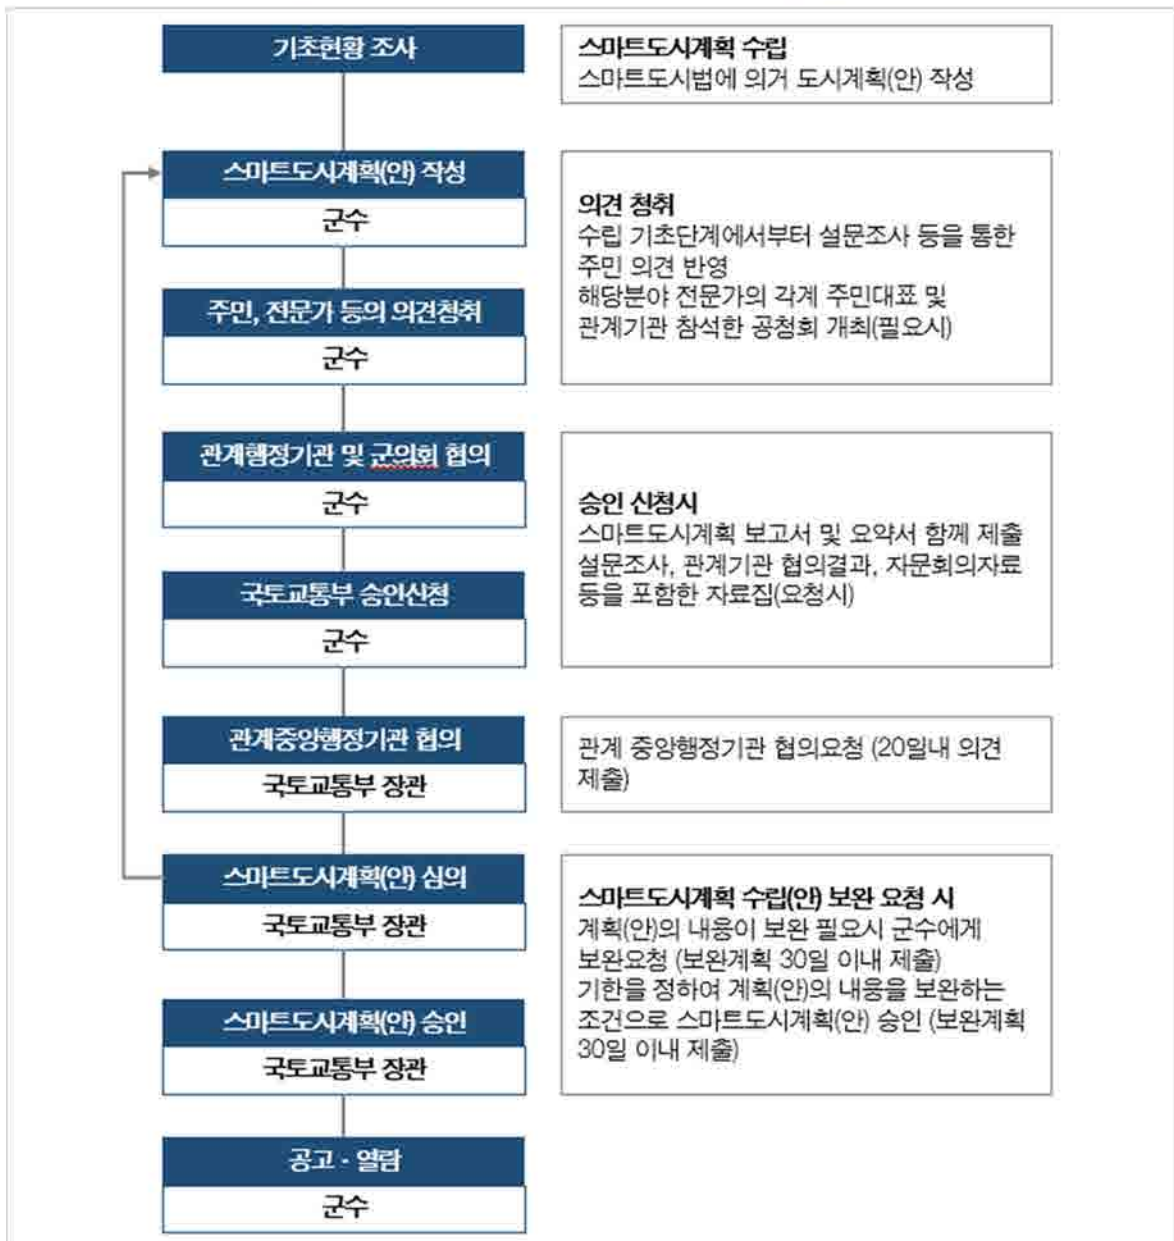 기초현황 조사
스마트도시계획 수립
스마트도시법에 의거 도시계획(안) 작성
스마트도시계획(안) 작성
군수
의견 청취
수립 기초단계에서부터 설문조사 등을 통한
주민 의견 반영
해당분야 전문가의 각계 주민대표 및
관계기관 참석한 공청회 개최(필요시)
주민, 전문가 등의 의견청취
군수
관계행정기관 및 군의회 협의
군수
승인 신청시
스마트도시계획 보고서 및 요약서 함께 제출
설문조사, 관계기관 협의결과, 자문회의자료
등을 포함한 자료집(요청시)
국토교통부 승인신청
군수
관계중앙행정기관 협의
국토교통부 장관
관계 중앙행정기관 협의요청 (20일내 의견
제출)
스마트도시계획(안) 심의
국토교통부 장관
스마트도시계획 수립(안) 보완 요청 시
계획(안)의 내용이 보완 필요시 군수에게
보완요청 (보완계획 30일 이내 제출)
기한을 정하여 계획(안)의 내용을 보완하는
조건으로 스마트도시계획(안) 승인 (보완계획
30일 이내 제출)
스마트도시계획(안) 승인
국토교통부 장관
공고 · 열람
군수